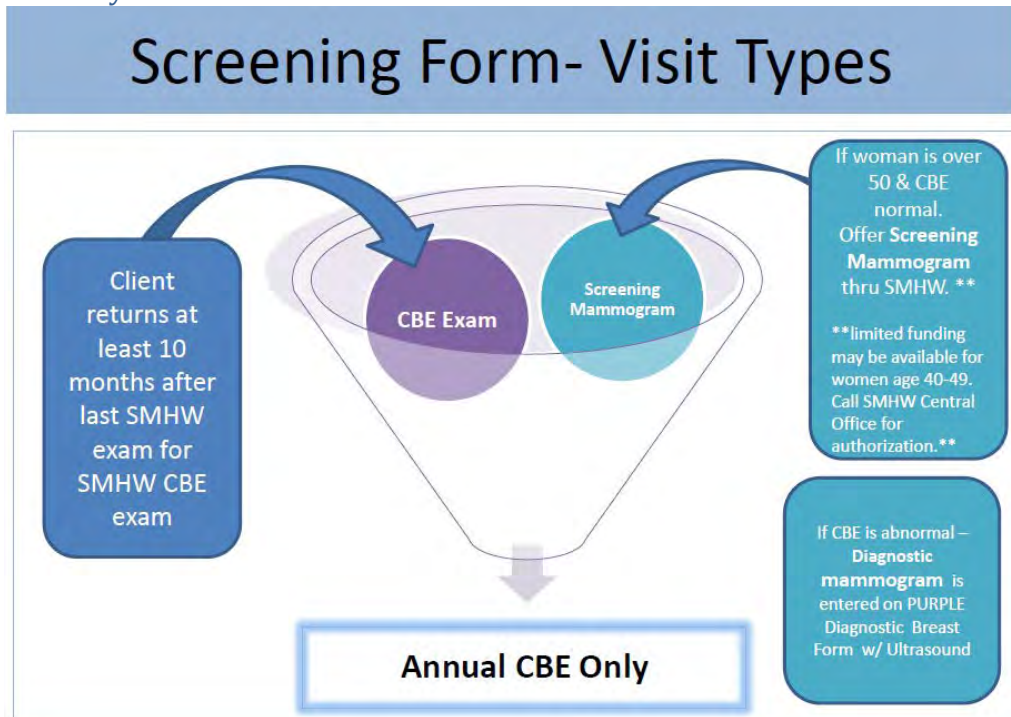 Screening Form- Visit Types
Client
returns at
least 10
months after
last SMHW
exam for
SMHW CBE
exam
CBE Exam
Screening
Mammogram
If woman is over
50 & CBE
normal.
Offer Screening
Mammogram
thru SMHW. **
**limited funding
may be available for
women age 40-49.
Call SMHW Central
Office for
authorization.**
If CBE is abnormal –
Diagnostic
mammogram is
entered on PURPLE
Diagnostic Breast
Form w/ Ultrasound
Annual CBE Only